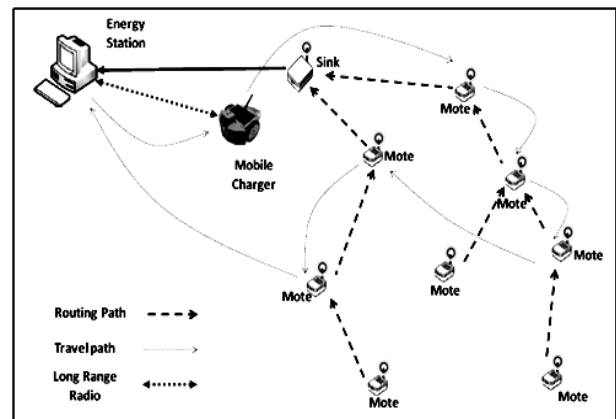 Energy
Station
Sink
Mote
Mobile
Charger
Mote
Mote
Mote
Mote
Mote
Mote
Mote
Routing Path
Travel path
Long Range
Radio